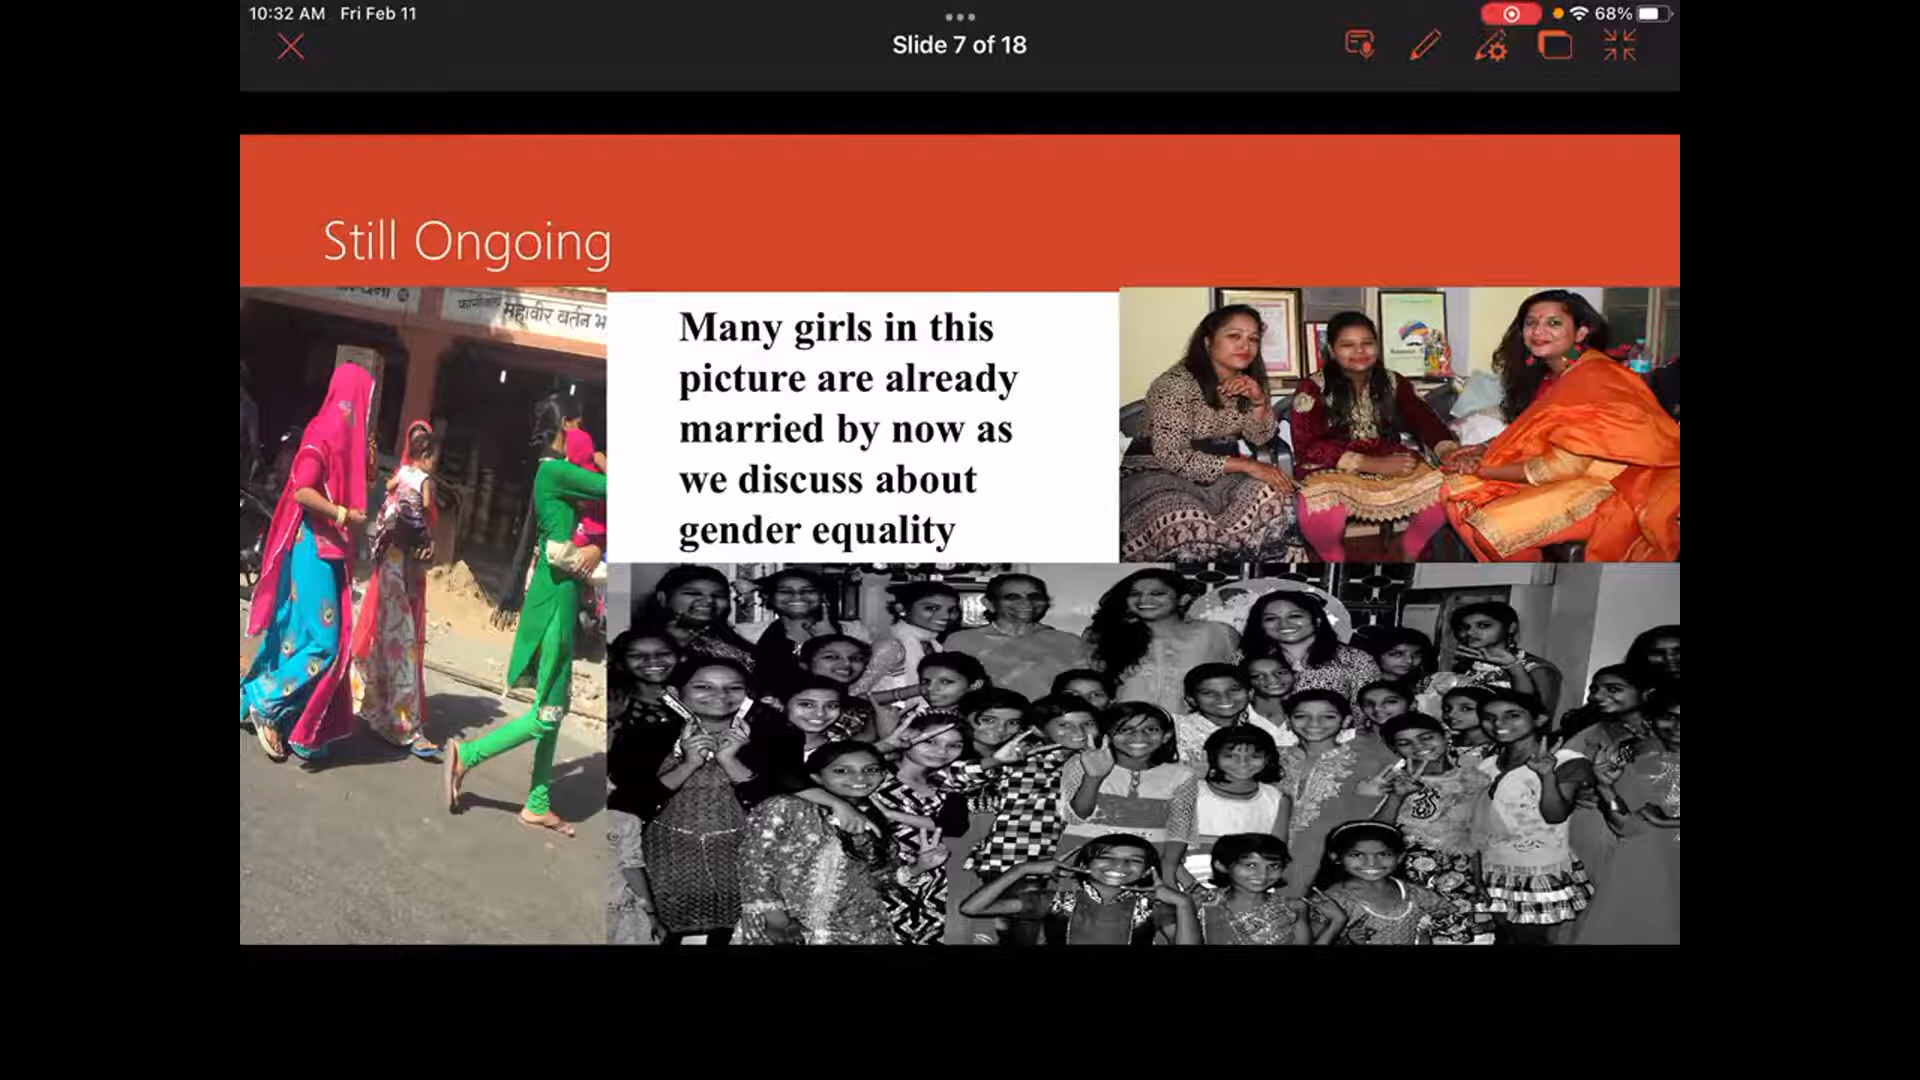 10:32 AM Fri Feb 11
68%
Slide 7 of 18
Still Ongoing
महावीर बर्तन भ
Many girls in this
picture are already
married by now as
we discuss about
gender equality